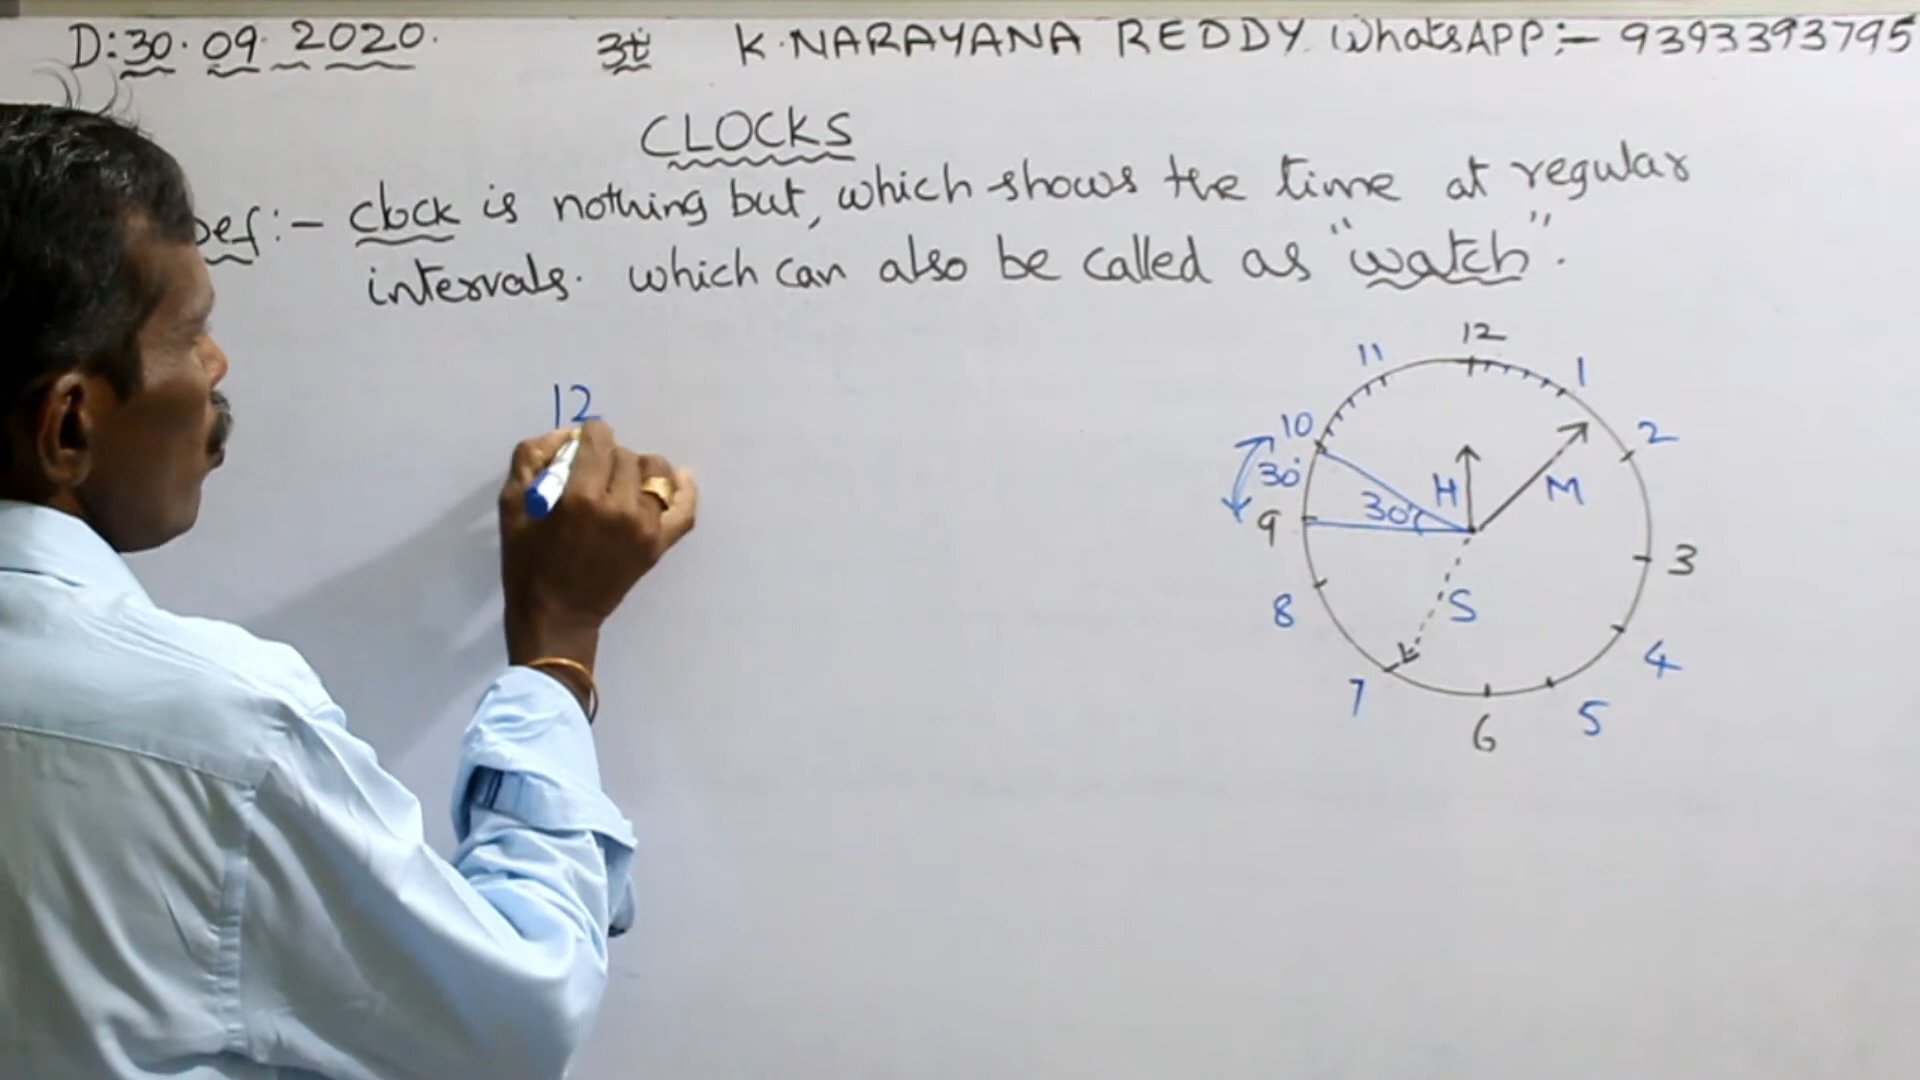 D:30.09.2020. 3t K.NARAYANA REDDY. WhatsAPP:- 9393393795
CLOCKS
Def:- clock is nothing but, which shows the time at regular
intervals. which can also be called as "watch".
12
12
11
1
10
2
30°
H
M
30°
9
3
8
S
4
7
5
6